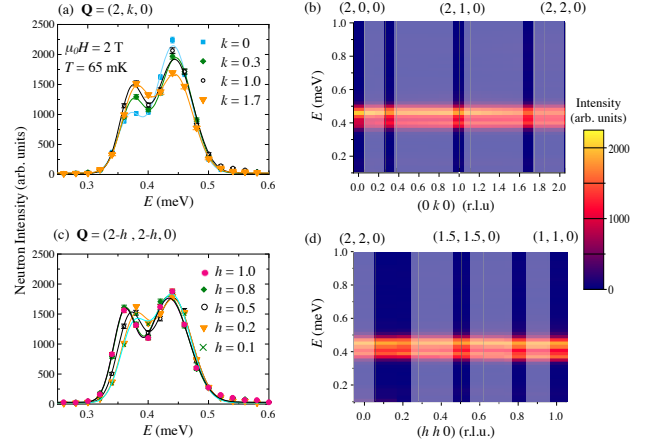 (a) Q = (2, k, 0)
μ₀H = 2 T
T = 65 mK
k = 0
k = 0.3
k = 1.0
k = 1.7
2500
2000
1500
1000
500
0
0.3 0.4 0.5 0.6
E (meV)
Neutron Intensity (arb. units)
(b)
(2, 0, 0) (2, 1, 0) (2, 2, 0)
E (meV)
1.0
0.8
0.6
0.4
0.2
0.0 0.4 0.6 0.8 1.0 1.2 1.4 1.6 1.8 2.0
(0 k 0) (r.l.u)
Intensity
(arb. units)
2000
1000
0
(c) Q = (2-h , 2-h, 0)
h = 1.0
h = 0.8
h = 0.5
h = 0.2
h = 0.1
2500
2000
1500
1000
500
0
0.3 0.4 0.5 0.6
E (meV)
(d)
(2, 2, 0) (1.5, 1.5, 0) (1, 1, 0)
E (meV)
1.0
0.8
0.6
0.4
0.2
0.0 0.2 0.4 0.6 0.8 1.0
(h h 0) (r.l.u.)